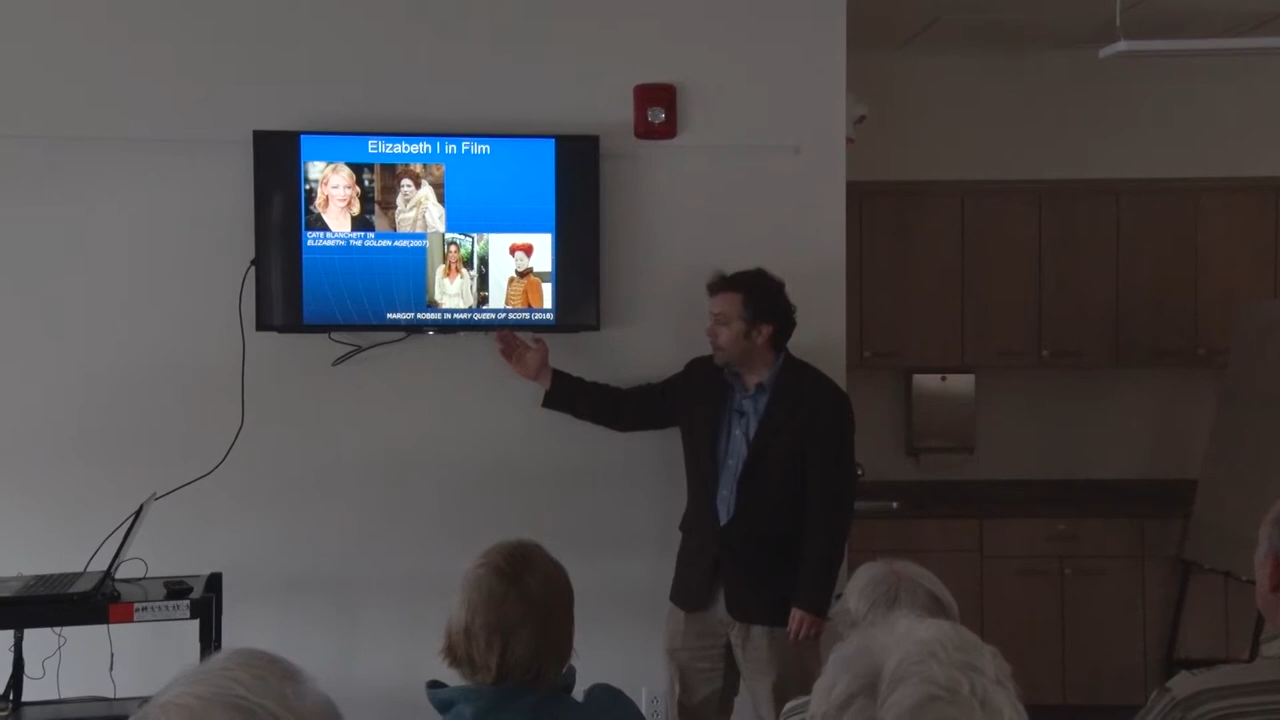 Elizabeth I in Film
CATE BLANCHETT IN
ELIZABETH: THE GOLDEN AGE(2007)
MARGOT ROBBIE IN MARY QUEEN OF SCOTS (2018)